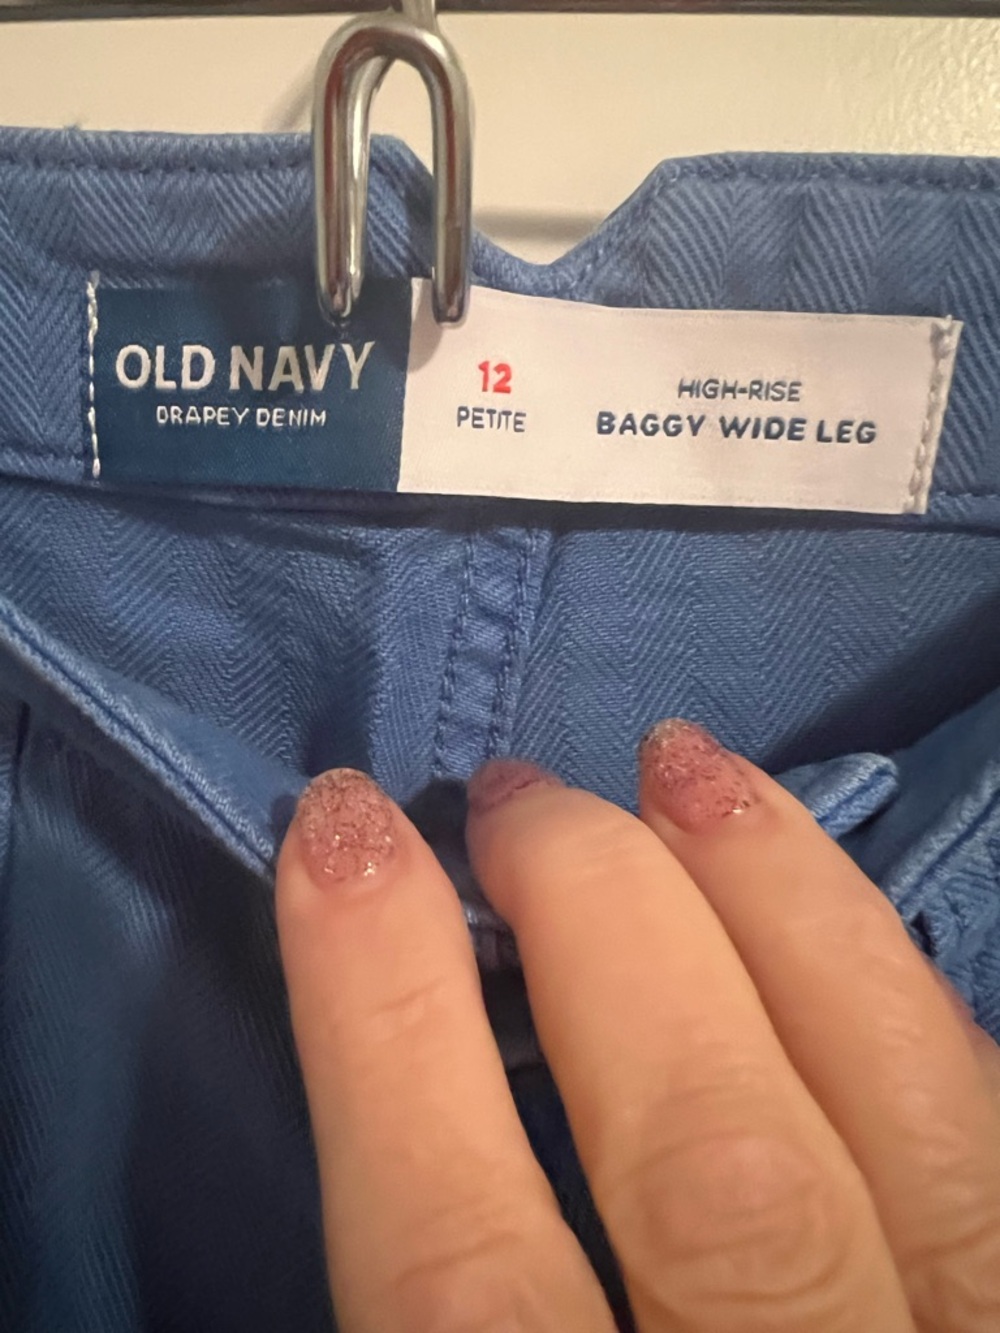 OLD NAVY
DRAPEY DENIM
12
PETITE
HIGH-RISE
BAGGY WIDE LEG